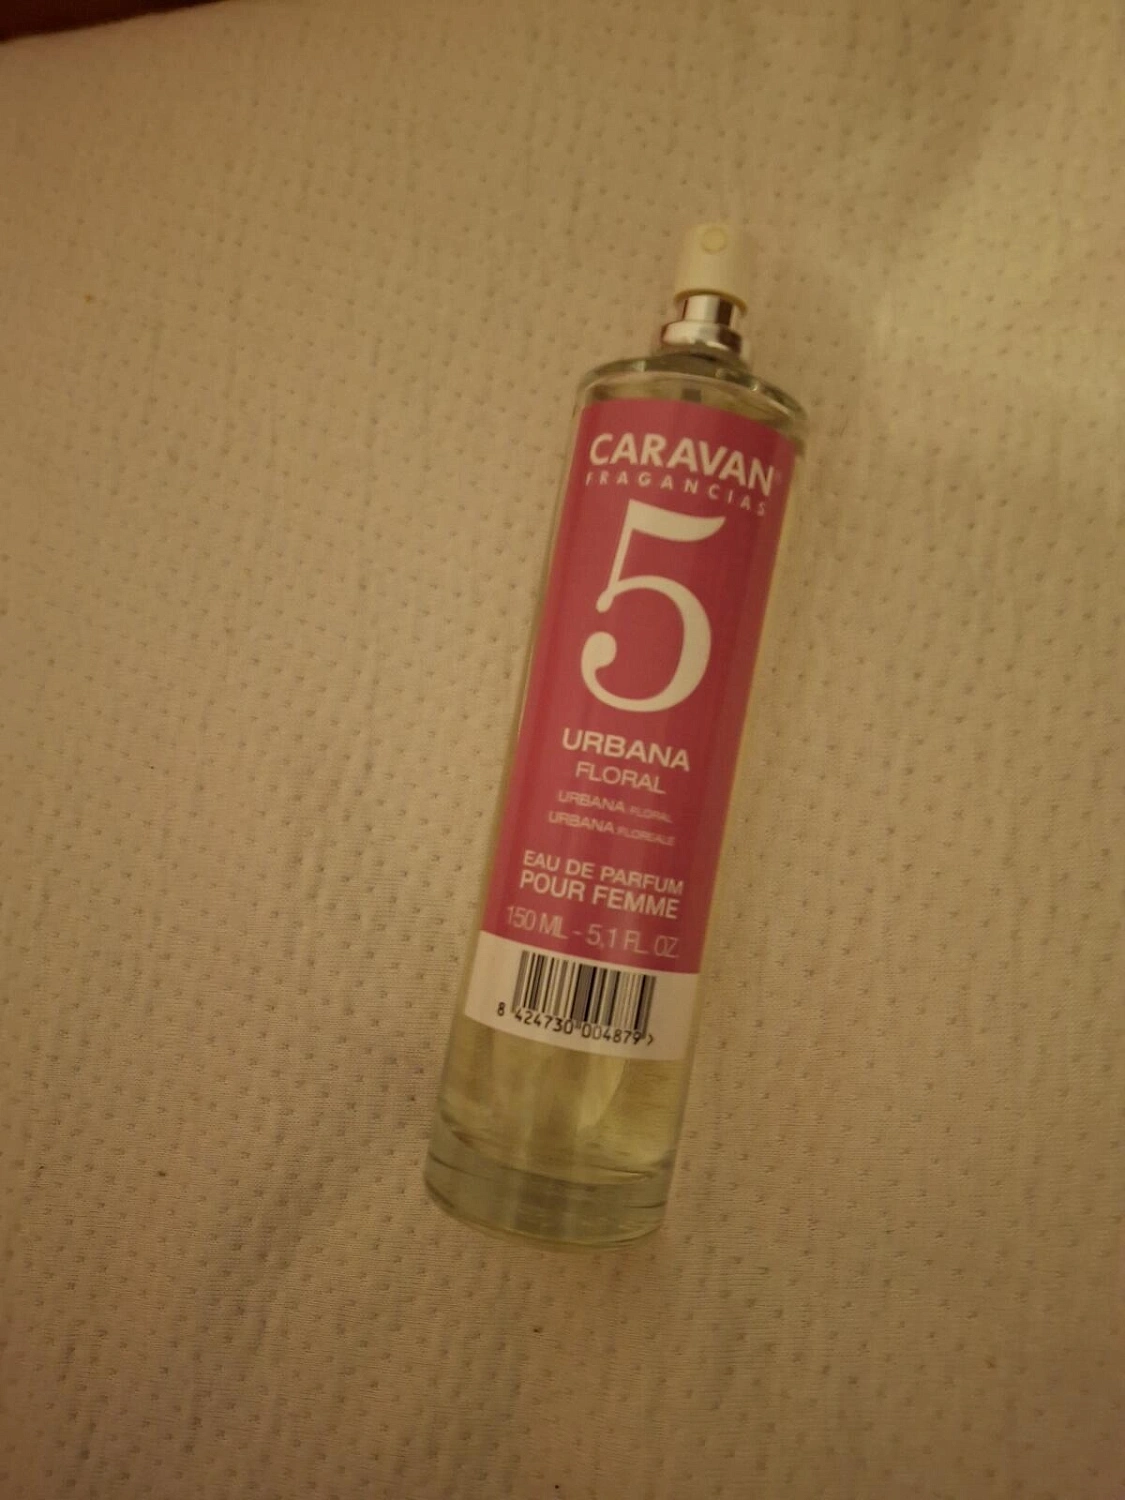 CARAVAN
FRAGANCIAS
5
URBANA
FLORAL
URBANA FLORAL
URBANA FLOREALE
EAU DE PARFUM
POUR FEMME
150 ML - 5,1 FL. OZ
8 424730 004879 >